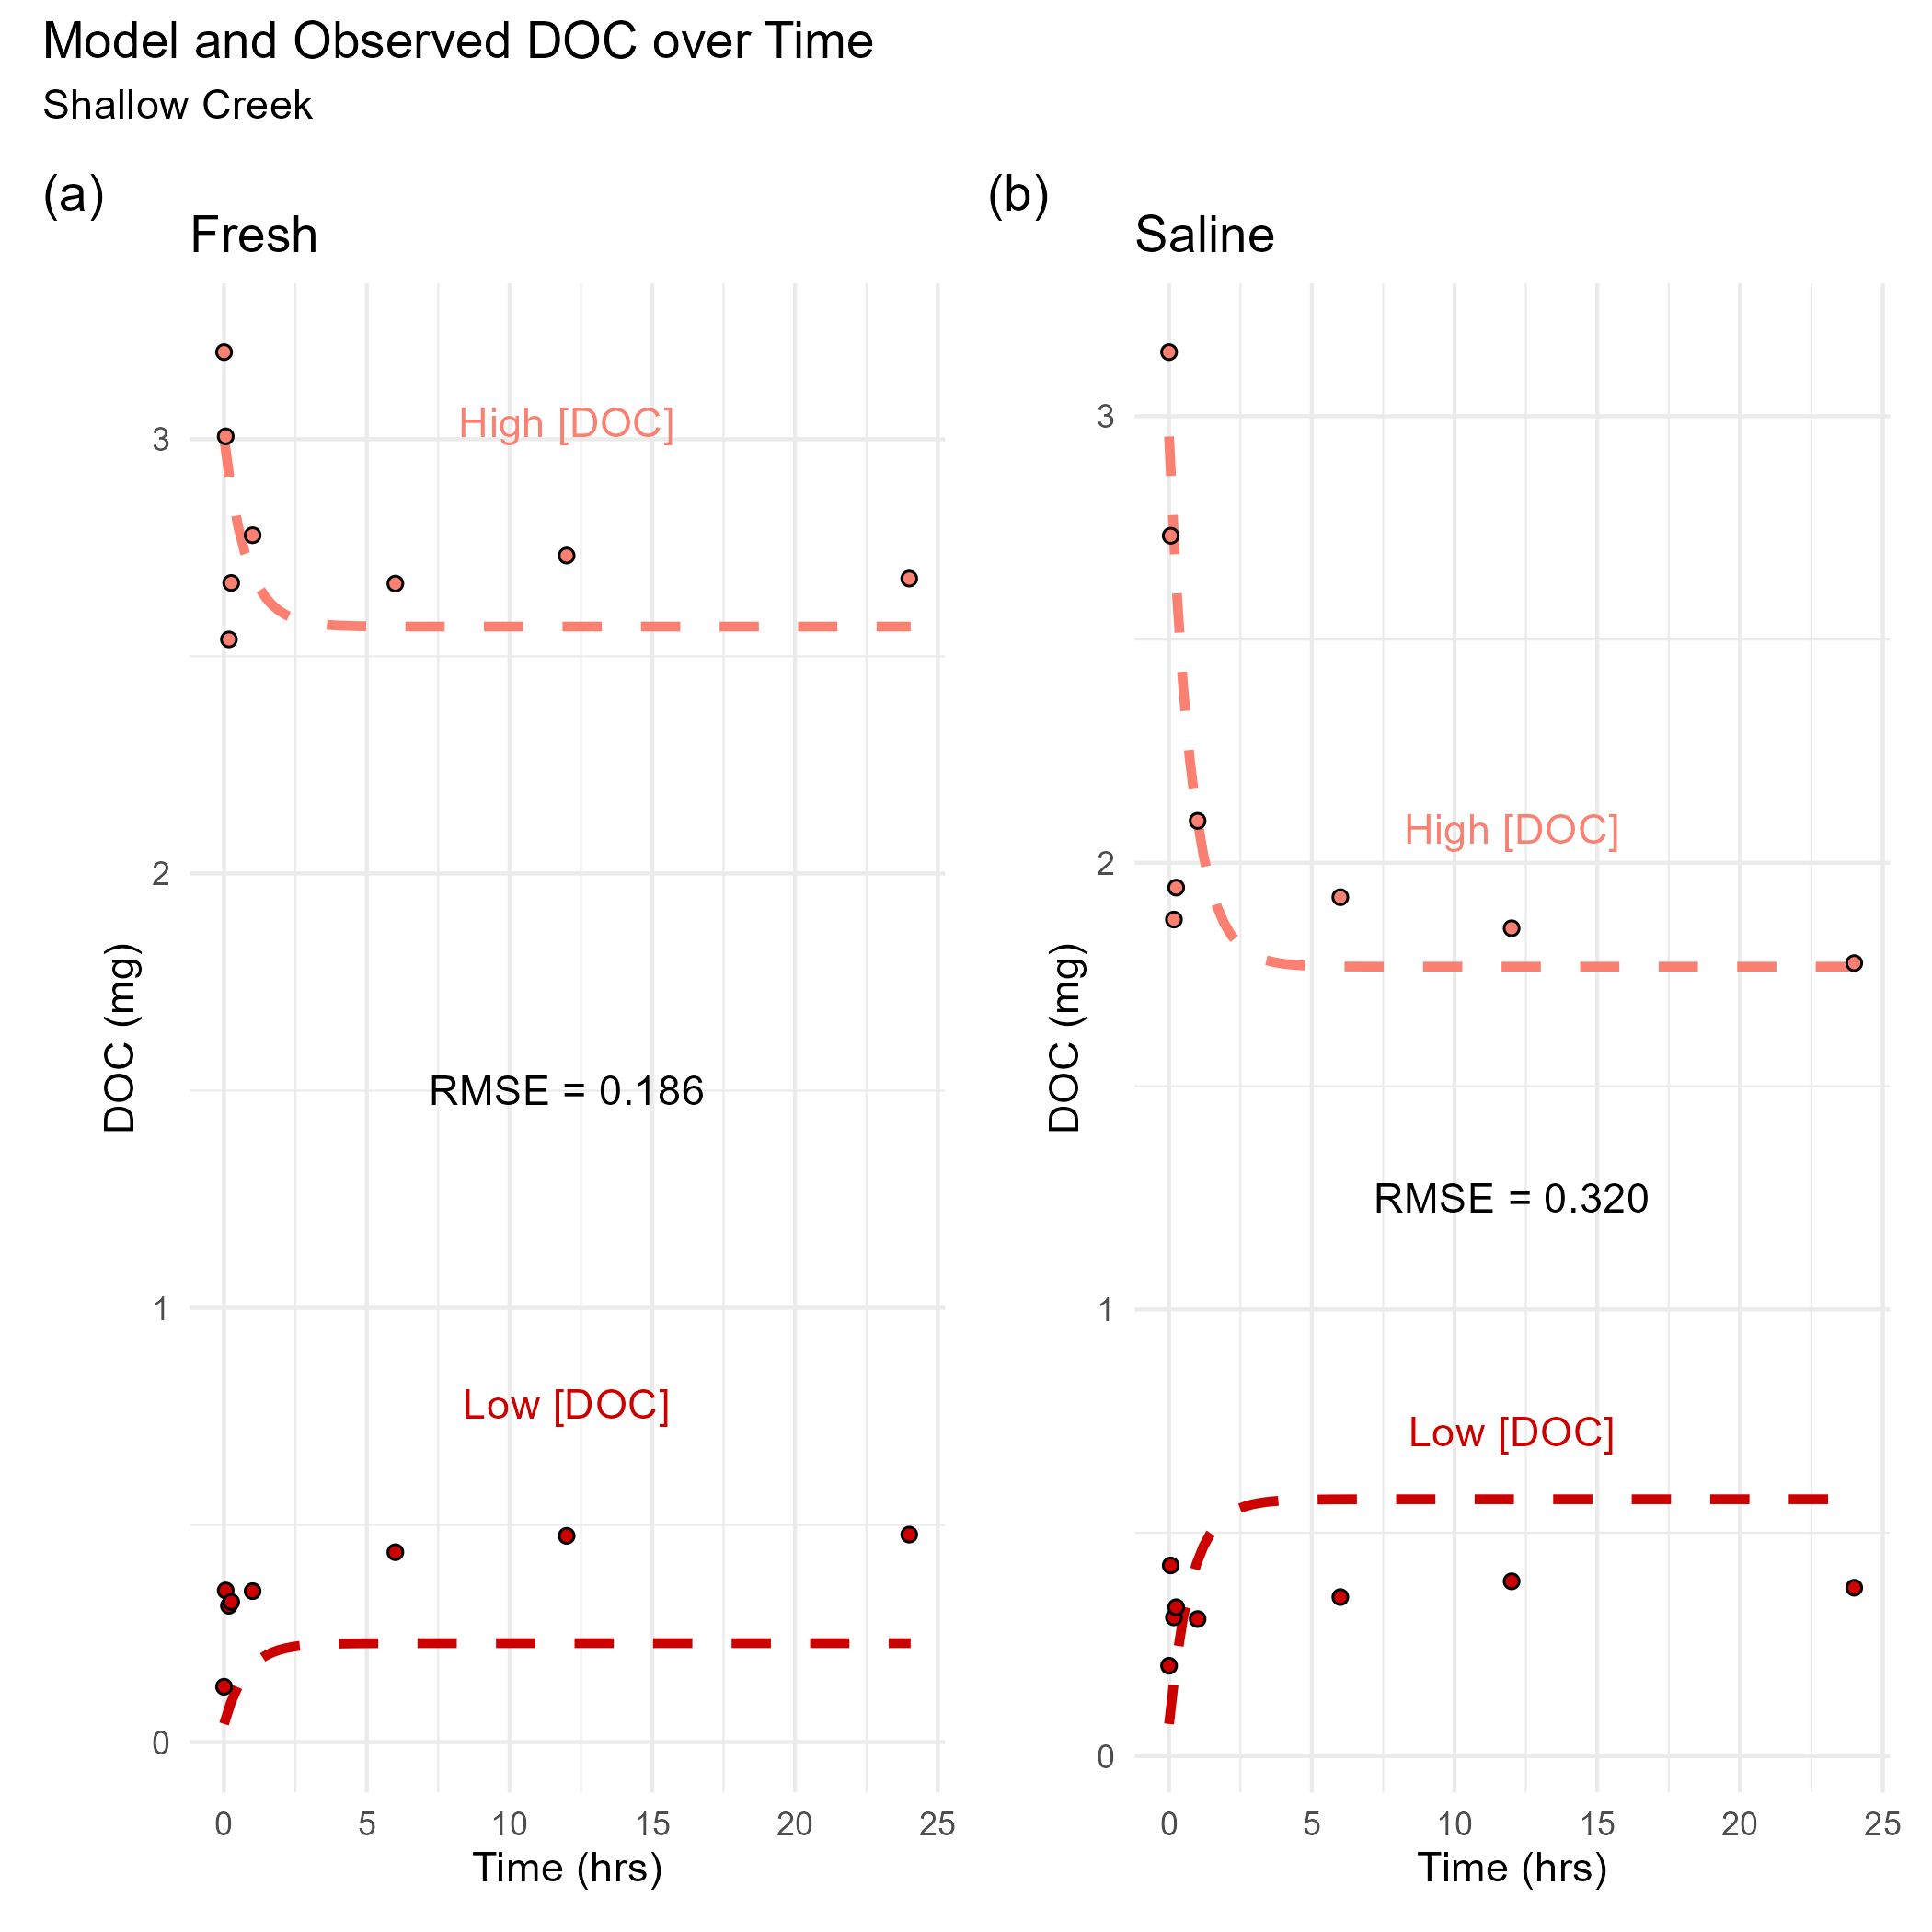 Model and Observed DOC over Time
Shallow Creek
(a)
Fresh
DOC (mg)
3
2
1
0
High [DOC]
RMSE = 0.186
Low [DOC]
0 5 10 15 20 25
Time (hrs)
(b)
Saline
DOC (mg)
3
2
1
0
High [DOC]
RMSE = 0.320
Low [DOC]
0 5 10 15 20 25
Time (hrs)